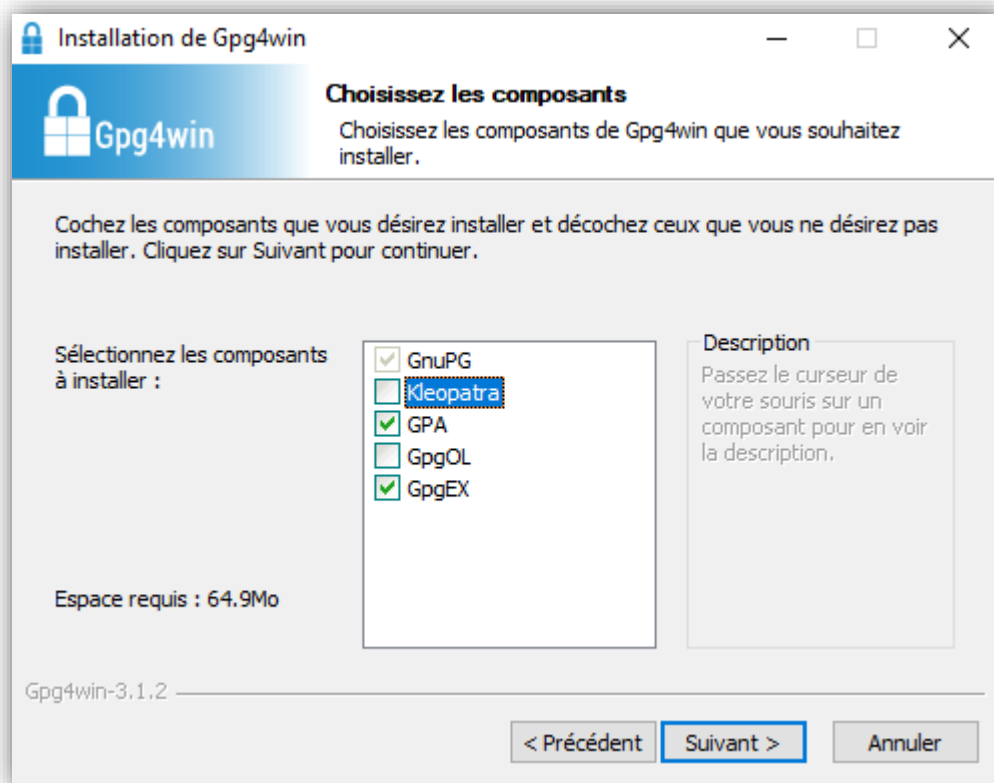 Installation de Gpg4win
Gpg4win
Choisissez les composants
Choisissez les composants de Gpg4win que vous souhaitez
installer.
Cochez les composants que vous désirez installer et décochez ceux que vous ne désirez pas
installer. Cliquez sur Suivant pour continuer.
Sélectionnez les composants
à installer :
GnuPG
Kleopatra
GPA
GpgOL
GpgEX
Description
Passez le curseur de
votre souris sur un
composant pour en voir
la description.
Espace requis : 64.9Mo
Gpg4win-3.1.2
< Précédent
Suivant >
Annuler